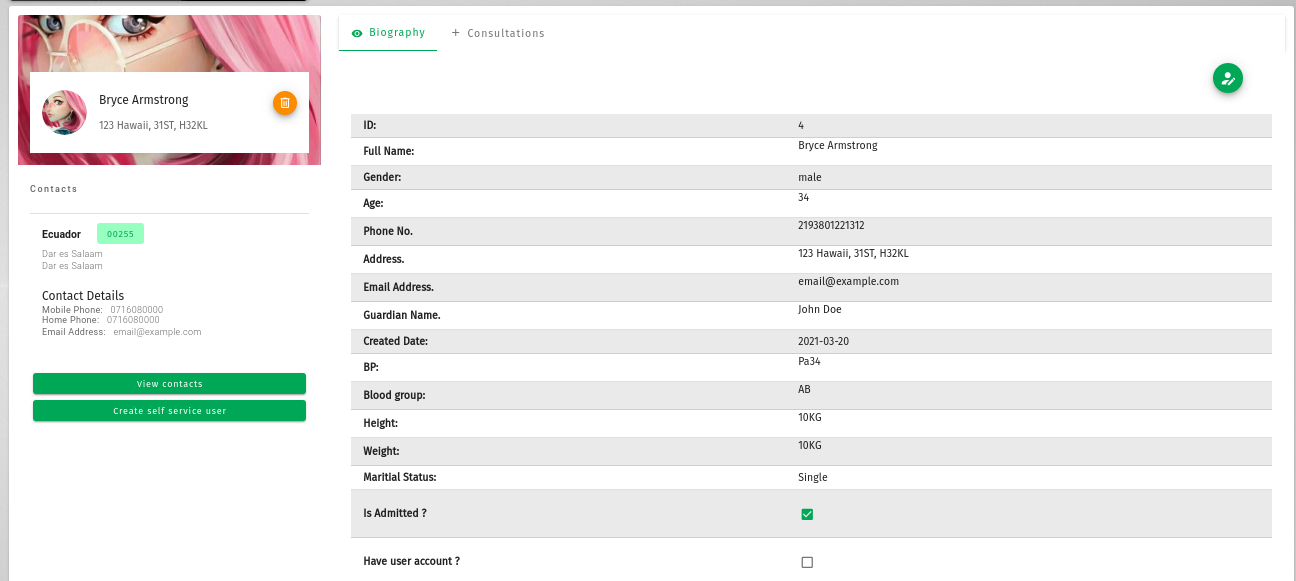 Bryce Armstrong
123 Hawaii, 31ST, H32KL
Contacts
Ecuador 00255
Dar es Salaam
Dar es Salaam
Contact Details
Mobile Phone: 0716080000
Home Phone: 0716080000
Email Address: email@example.com
View contacts
Create self service user
Biography + Consultations
ID: 4
Full Name: Bryce Armstrong
Gender: male
Age: 34
Phone No. 2193801221312
Address. 123 Hawaii, 31ST, H32KL
Email Address. email@example.com
Guardian Name. John Doe
Created Date: 2021-03-20
BP: Pa34
Blood group: AB
Height: 10KG
Weight: 10KG
Maritial Status: Single
Is Admitted ?
Have user account ?